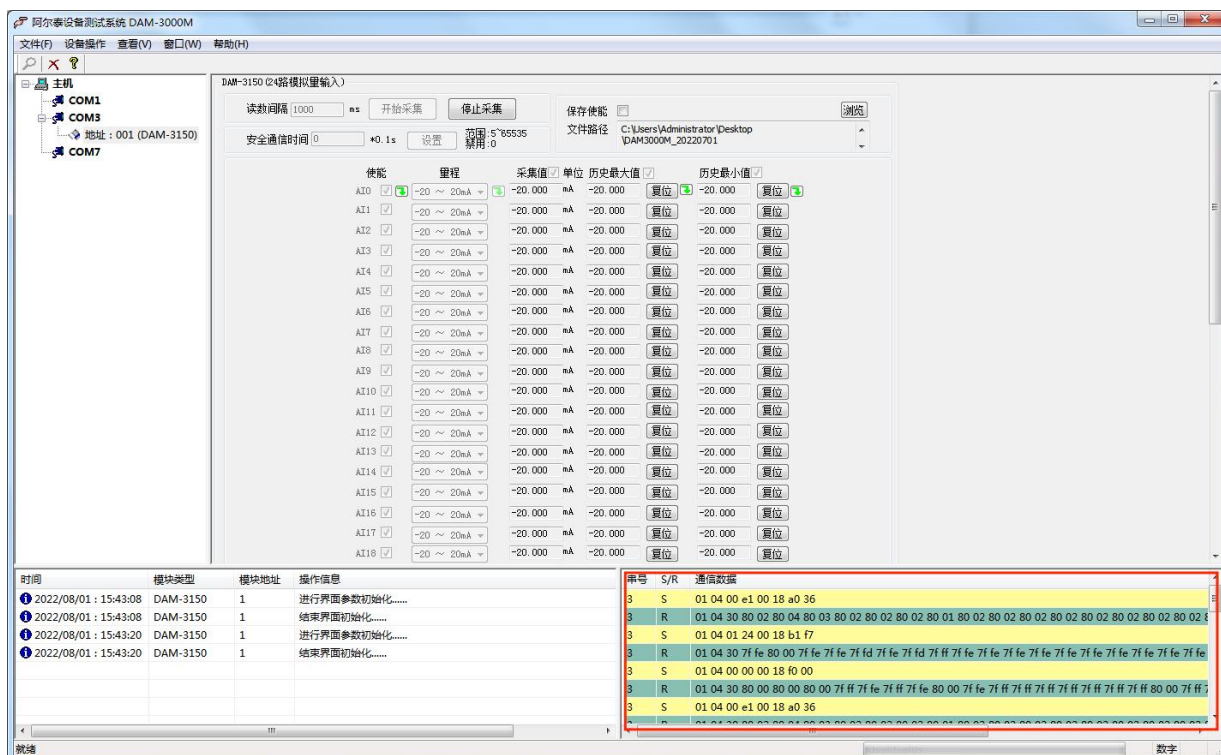 阿尔泰设备测试系统 DAM-3000M
文件(F) 设备操作 查看(V) 窗口(W) 帮助(H)
主机
COM1
COM3
地址：001 (DAM-3150)
COM7
DAM-3150(24路模拟量输入)
读数间隔 1000 ms 开始采集 停止采集
安全通信时间 0 *0.1s 设置 范围:5~65535
禁用:0
保存使能 浏览
文件路径 C:\Users\Administrator\Desktop
\DAM3000M_20220701
使能 量程 采集值 单位 历史最大值 历史最小值
AI0 -20 ～ 20mA -20.000 mA -20.000 复位 -20.000 复位
AI1 -20 ～ 20mA -20.000 mA -20.000 复位 -20.000 复位
AI2 -20 ～ 20mA -20.000 mA -20.000 复位 -20.000 复位
AI3 -20 ～ 20mA -20.000 mA -20.000 复位 -20.000 复位
AI4 -20 ～ 20mA -20.000 mA -20.000 复位 -20.000 复位
AI5 -20 ～ 20mA -20.000 mA -20.000 复位 -20.000 复位
AI6 -20 ～ 20mA -20.000 mA -20.000 复位 -20.000 复位
AI7 -20 ～ 20mA -20.000 mA -20.000 复位 -20.000 复位
AI8 -20 ～ 20mA -20.000 mA -20.000 复位 -20.000 复位
AI9 -20 ～ 20mA -20.000 mA -20.000 复位 -20.000 复位
AI10 -20 ～ 20mA -20.000 mA -20.000 复位 -20.000 复位
AI11 -20 ～ 20mA -20.000 mA -20.000 复位 -20.000 复位
AI12 -20 ～ 20mA -20.000 mA -20.000 复位 -20.000 复位
AI13 -20 ～ 20mA -20.000 mA -20.000 复位 -20.000 复位
AI14 -20 ～ 20mA -20.000 mA -20.000 复位 -20.000 复位
AI15 -20 ～ 20mA -20.000 mA -20.000 复位 -20.000 复位
AI16 -20 ～ 20mA -20.000 mA -20.000 复位 -20.000 复位
AI17 -20 ～ 20mA -20.000 mA -20.000 复位 -20.000 复位
AI18 -20 ～ 20mA -20.000 mA -20.000 复位 -20.000 复位
时间 模块类型 模块地址 操作信息
2022/08/01 : 15:43:08 DAM-3150 1 进行界面参数初始化......
2022/08/01 : 15:43:08 DAM-3150 1 结束界面初始化......
2022/08/01 : 15:43:20 DAM-3150 1 进行界面参数初始化......
2022/08/01 : 15:43:20 DAM-3150 1 结束界面初始化......
串号 S/R 通信数据
3 S 01 04 00 e1 00 18 a0 36
3 R 01 04 30 80 02 80 04 80 03 80 02 80 02 80 02 80 01 80 02 80 02 80 02 80 02 80 02 80 02 80 02 8
3 S 01 04 01 24 00 18 b1 f7
3 R 01 04 30 7f fe 80 00 7f fe 7f fe 7f fd 7f fe 7f fd 7f ff 7f fe 7f fe 7f fe 7f fe 7f fe 7f fe 7f fe 7f fe
3 S 01 04 00 00 00 18 f0 00
3 R 01 04 30 80 00 80 00 80 00 7f ff 7f fe 7f ff 7f fe 80 00 7f fe 7f ff 7f ff 7f ff 7f ff 7f ff 7f ff 80 00 7f ff 7
3 S 01 04 00 e1 00 18 a0 36
就绪 数字